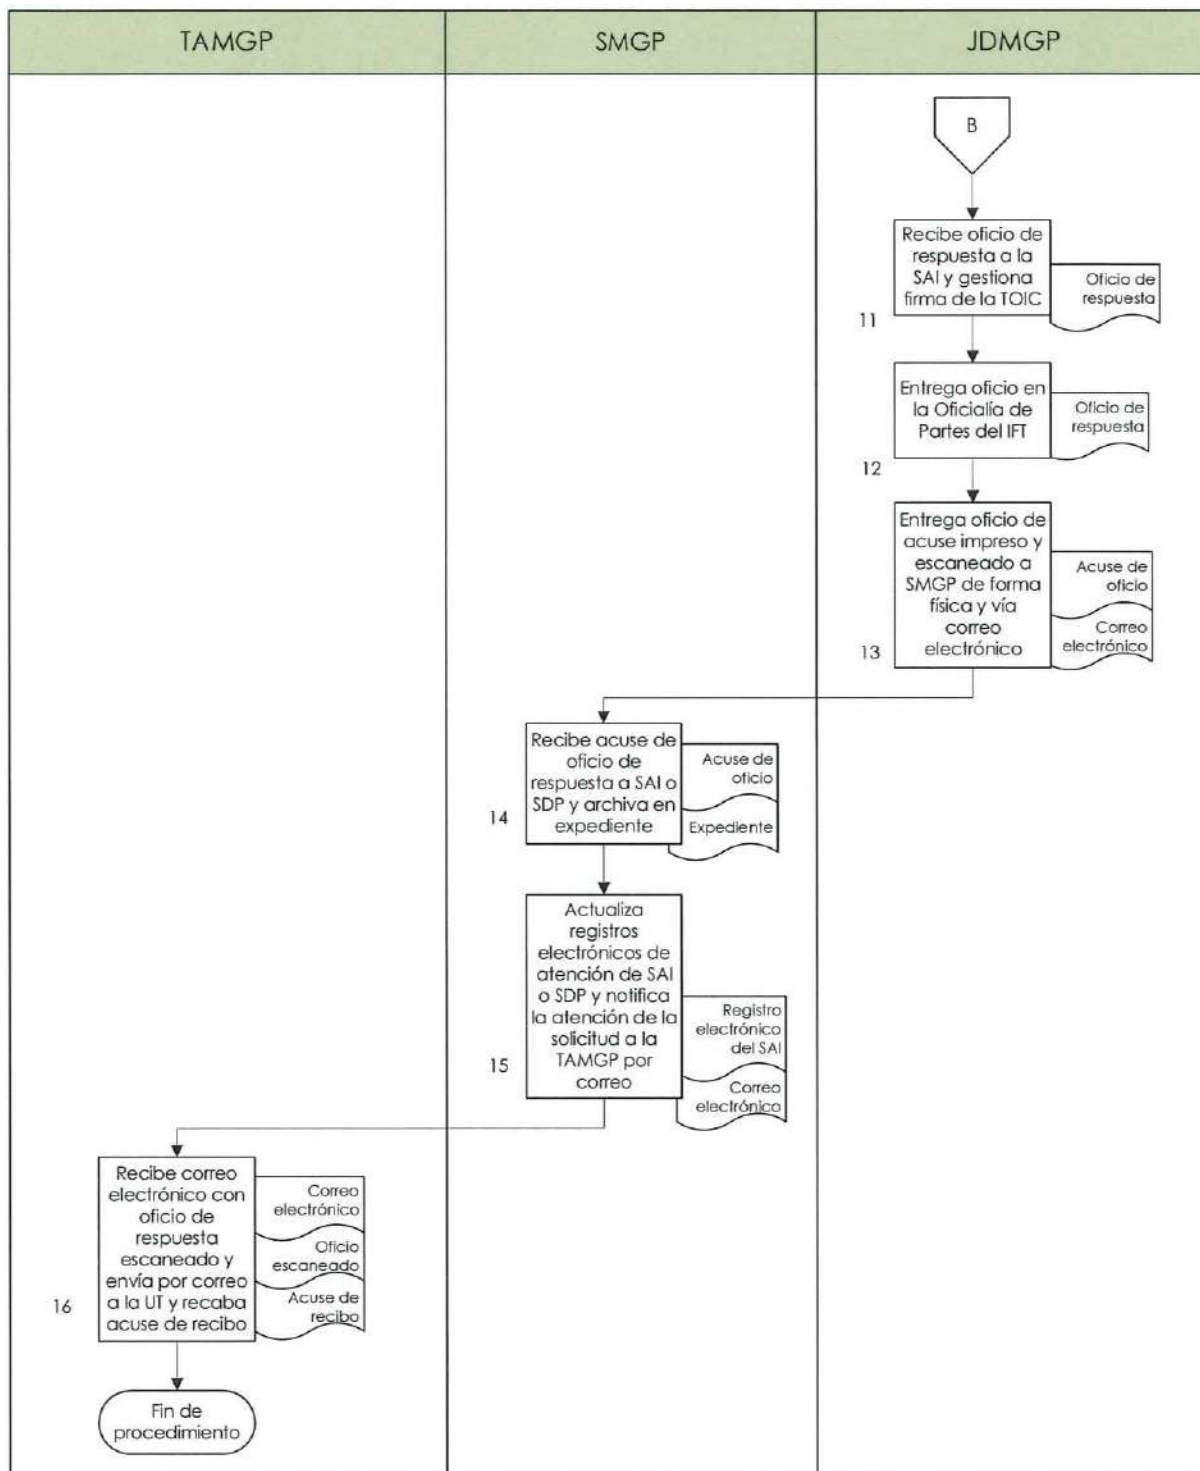 TAMGP
SMGP
JDMGP
B
Recibe oficio de
respuesta a la
SAI y gestiona
firma de la TOIC
Oficio de
respuesta
11
Entrega oficio en
la Oficialía de
Partes del IFT
Oficio de
respuesta
12
Entrega oficio de
acuse impreso y
escaneado a
SMGP de forma
física y vía
correo
electrónico
Acuse de
oficio
Correo
electrónico
13
Recibe acuse de
oficio de
respuesta a SAI o
SDP y archiva en
expediente
Acuse de
oficio
Expediente
14
Actualiza
registros
electrónicos de
atención de SAI
o SDP y notifica
la atención de la
solicitud a la
TAMGP por
correo
Registro
electrónico
del SAI
Correo
electrónico
15
Recibe correo
electrónico con
oficio de
respuesta
escaneado y
envía por correo
a la UT y recaba
acuse de recibo
Correo
electrónico
Oficio
escaneado
Acuse de
recibo
16
Fin de
procedimiento